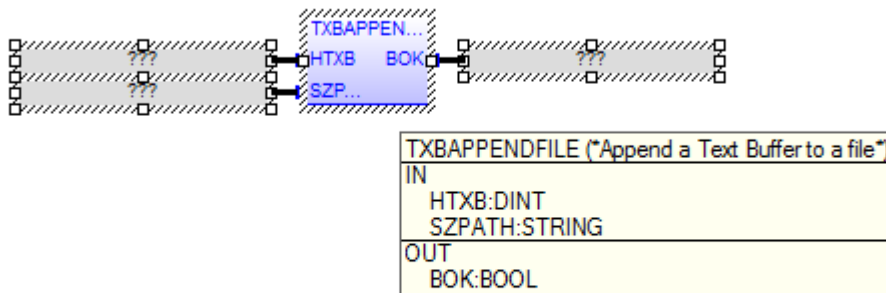 TXBAPPEN...
??? HTXB BOK ???
??? SZP...
TXBAPPENDFILE (*Append a Text Buffer to a file*)
IN
HTXB:DINT
SZPATH:STRING
OUT
BOK:BOOL